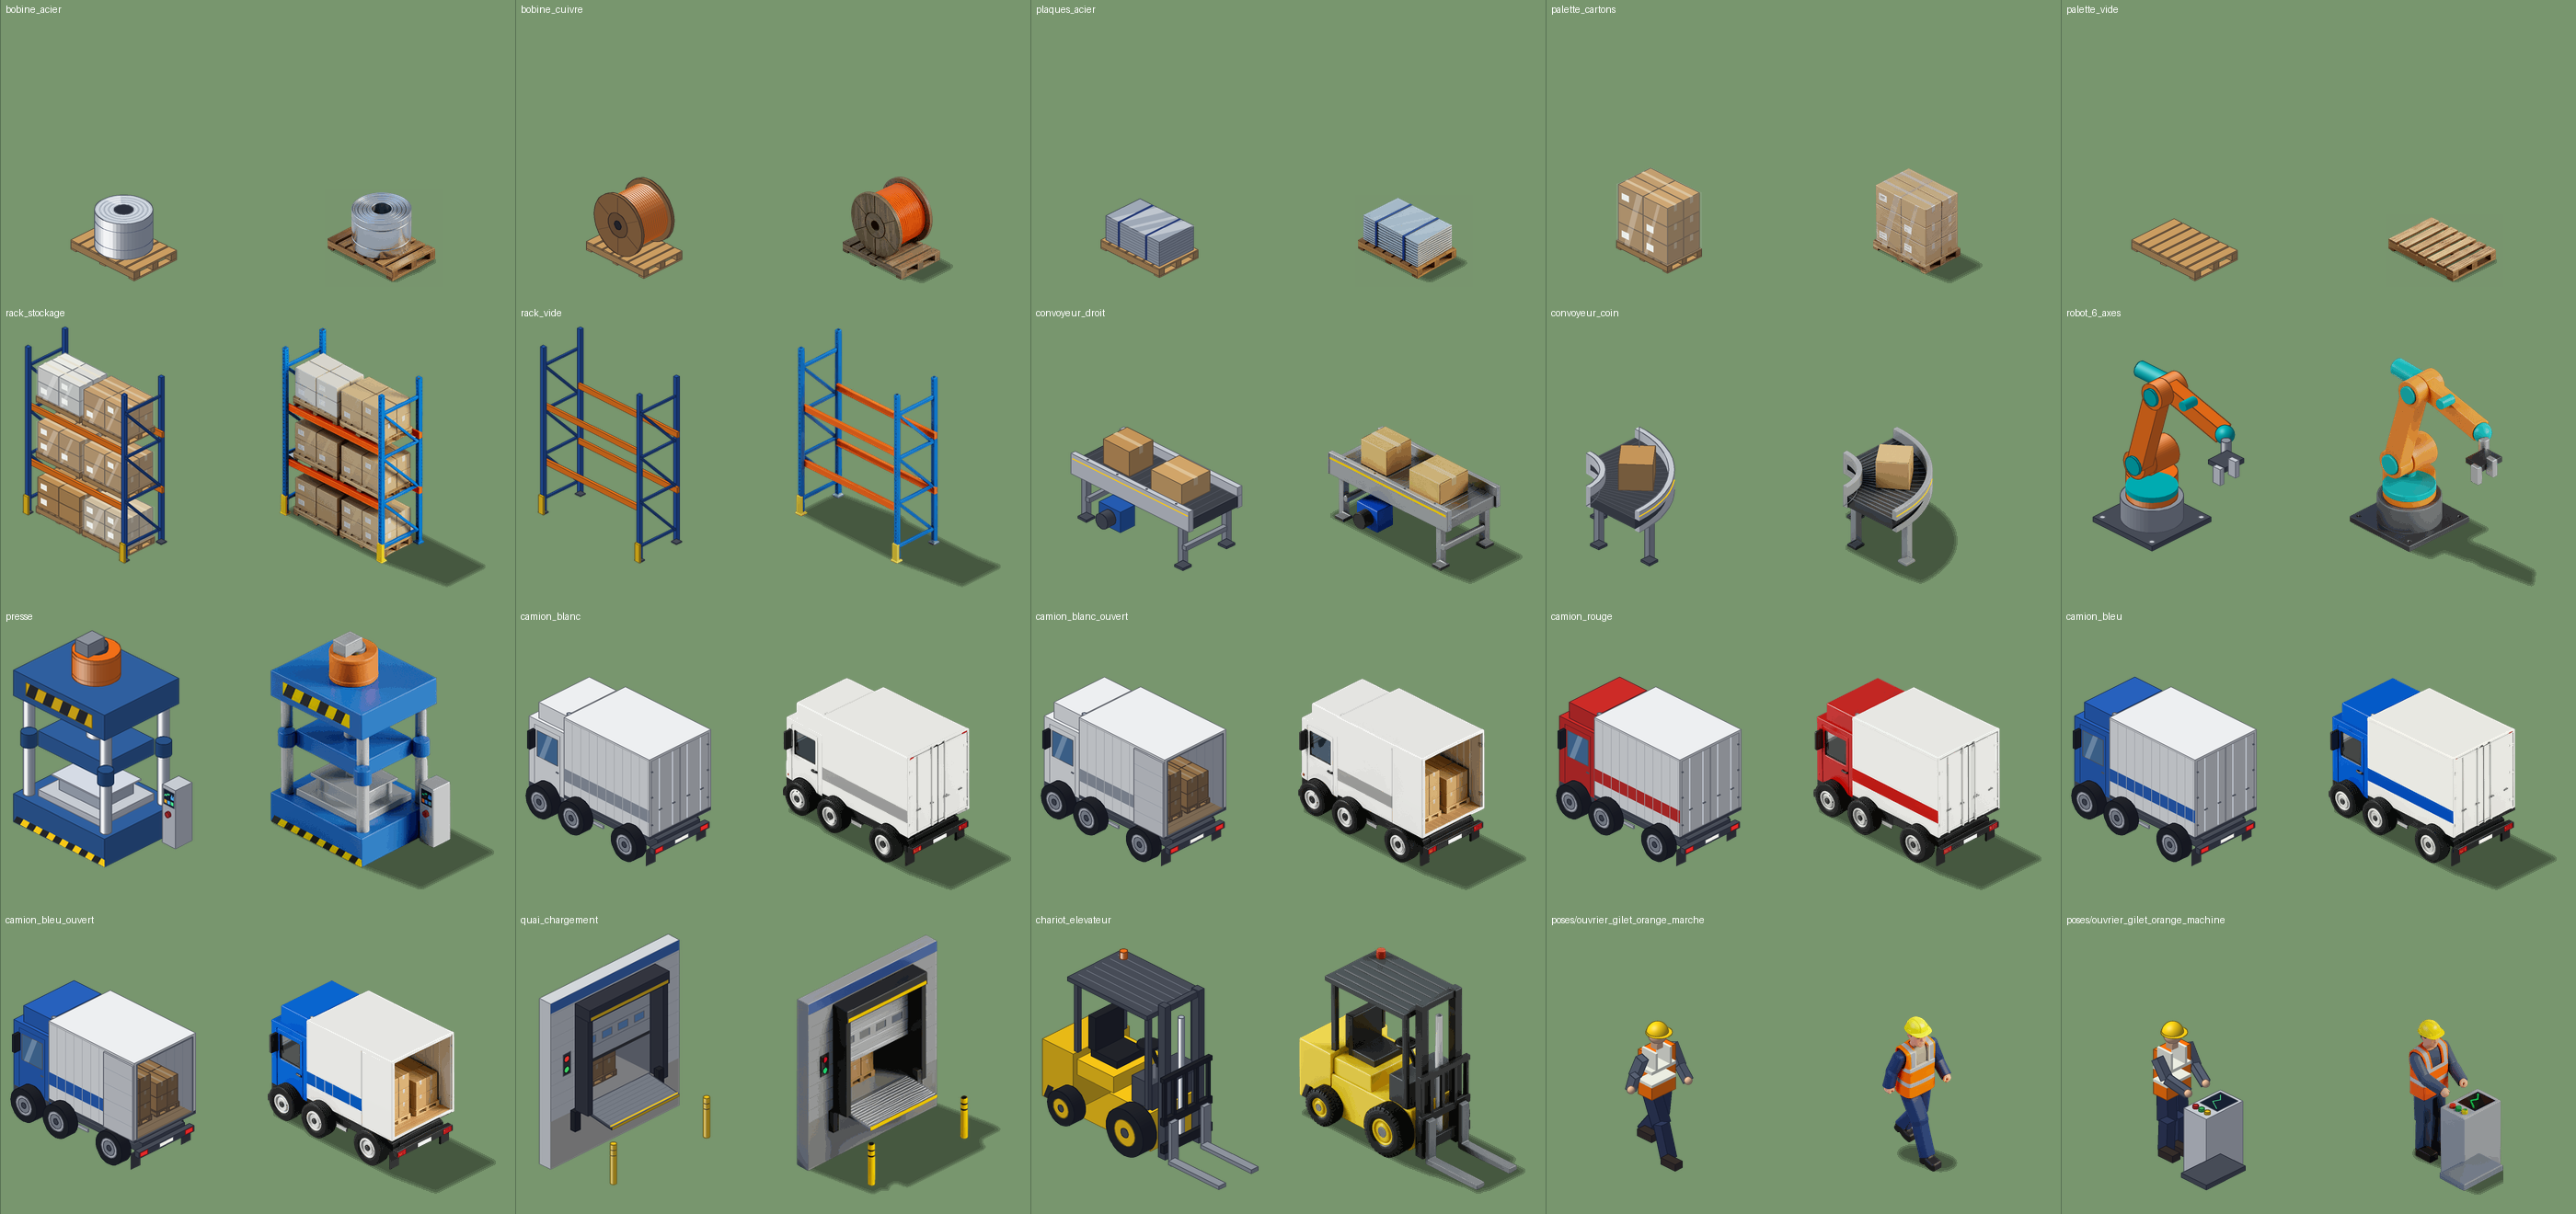 bobine_acier
bobine_cuivre
plaques_acier
palette_cartons
palette_vide
rack_stockage
rack_vide
convoyeur_droit
convoyeur_coin
robot_6_axes
presse
camion_blanc
camion_blanc_ouvert
camion_rouge
camion_bleu
camion_bleu_ouvert
quai_chargement
chariot_elevateur
poses/ouvrier_gilet_orange_marche
poses/ouvrier_gilet_orange_machine